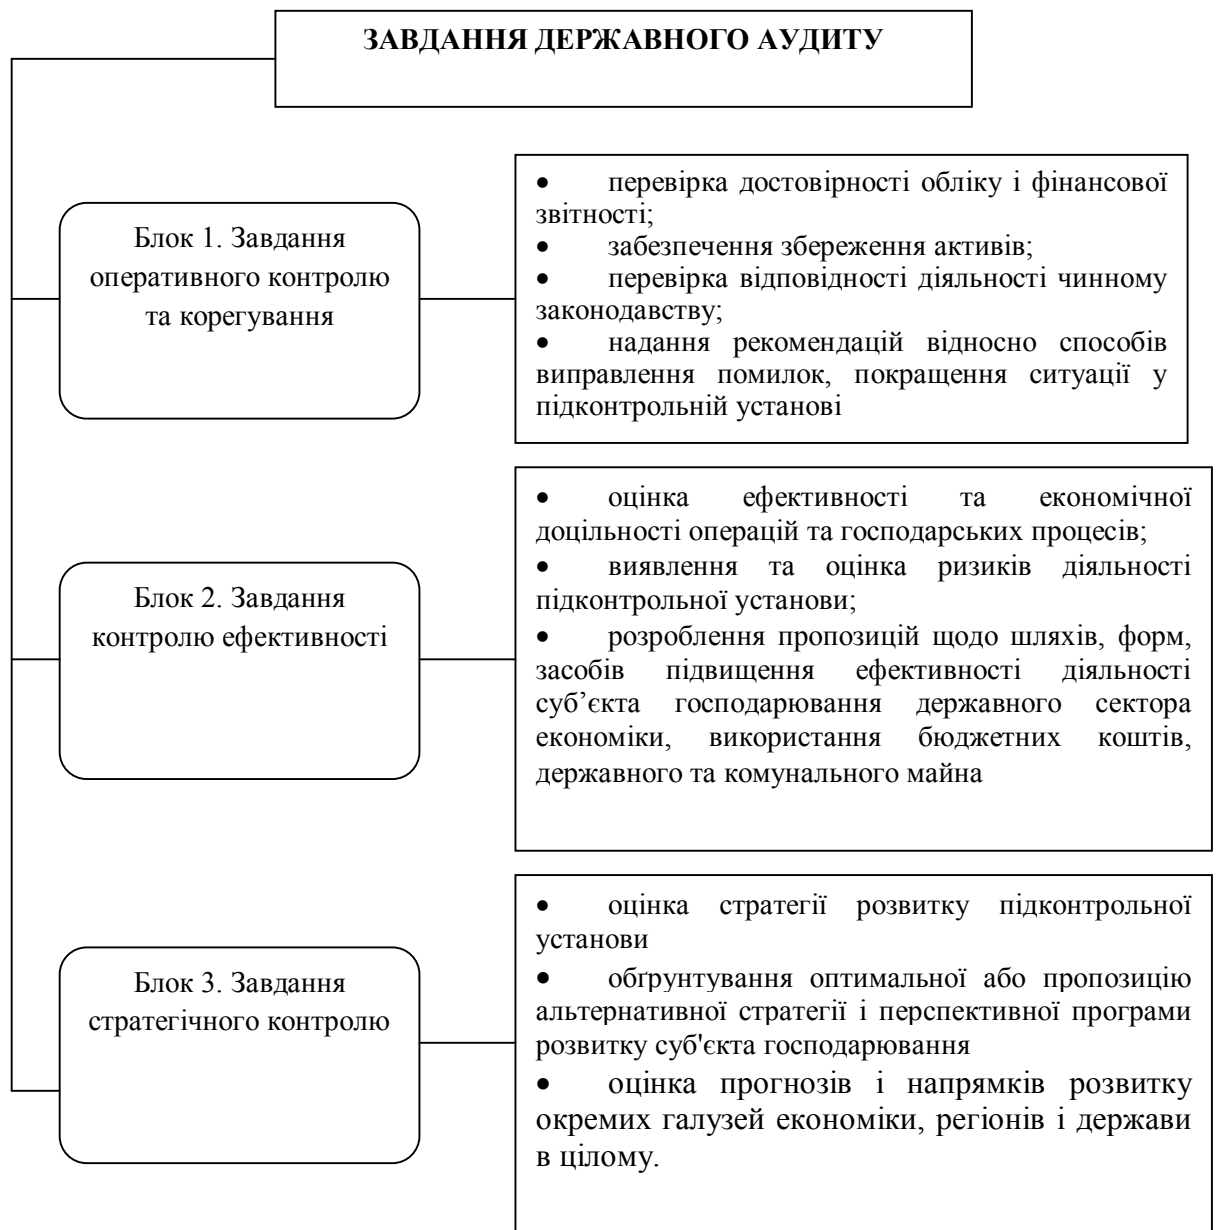 ЗАВДАННЯ ДЕРЖАВНОГО АУДИТУ
Блок 1. Завдання
оперативного контролю
та корегування
• перевірка достовірності обліку і фінансової
звітності;
• забезпечення збереження активів;
• перевірка відповідності діяльності чинному
законодавству;
• надання рекомендацій відносно способів
виправлення помилок, покращення ситуації у
підконтрольній установі
Блок 2. Завдання
контролю ефективності
• оцінка ефективності та економічної
доцільності операцій та господарських процесів;
• виявлення та оцінка ризиків діяльності
підконтрольної установи;
• розроблення пропозицій щодо шляхів, форм,
засобів підвищення ефективності діяльності
суб’єкта господарювання державного сектора
економіки, використання бюджетних коштів,
державного та комунального майна
Блок 3. Завдання
стратегічного контролю
• оцінка стратегії розвитку підконтрольної
установи
• обґрунтування оптимальної або пропозицію
альтернативної стратегії і перспективної програми
розвитку суб'єкта господарювання
• оцінка прогнозів і напрямків розвитку
окремих галузей економіки, регіонів і держави
в цілому.